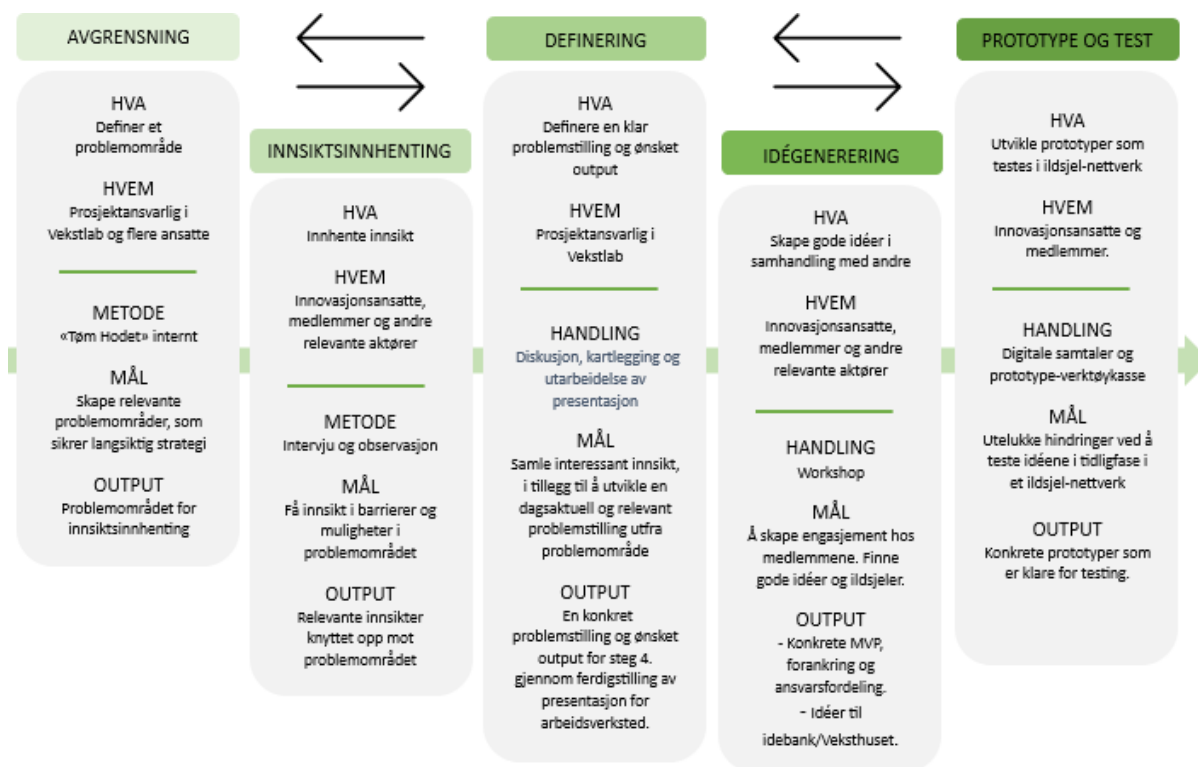 AVGRENSNING
HVA
Definer et
problemområde
HVEM
Prosjektansvarlig i
Vekstlab og flere ansatte
METODE
«Tøm Hodet» internt
MÅL
Skape relevante
problemområder, som
sikrer langsiktig strategi
OUTPUT
Problemområdet for
innsiktsinnhenting
INNSIKTSINNHENTING
HVA
Innhente innsikt
HVEM
Innovasjonsansatte,
medlemmer og andre
relevante aktører
METODE
Intervju og observasjon
MÅL
Få innsikt i barrierer og
muligheter i
problemområdet
OUTPUT
Relevante innsikter
knyttet opp mot
problemområdet
DEFINERING
HVA
Definere en klar
problemstilling og ønsket
output
HVEM
Prosjektansvarlig i
Vekstlab
HANDLING
Diskusjon, kartlegging og
utarbeidelse av
presentasjon
MÅL
Samle interessant innsikt,
i tillegg til å utvikle en
dagsaktuell og relevant
problemstilling utfra
problemområde
OUTPUT
En konkret
problemstilling og ønsket
output for steg 4.
gjennom ferdigstilling av
presentasjon for
arbeidsverksted.
IDÉGENERERING
HVA
Skape gode idéer i
samhandling med andre
HVEM
Innovasjonsansatte,
medlemmer og andre
relevante aktører
HANDLING
Workshop
MÅL
Å skape engasjement hos
medlemmene. Finne
gode idéer og ildsjeler.
OUTPUT
- Konkrete MVP,
forankring og
ansvarsfordeling.
- Idéer til
idebank/Veksthuset.
PROTOTYPE OG TEST
HVA
Utvikle prototyper som
testes i ildsjel-nettverk
HVEM
Innovasjonsansatte og
medlemmer.
HANDLING
Digitale samtaler og
prototype-verktøykasse
MÅL
Utelukke hindringer ved å
teste idéene i tidligfase i
et ildsjel-nettverk
OUTPUT
Konkrete prototyper som
er klare for testing.